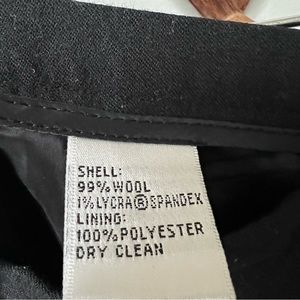 SHELL:
99% WOOL
1% LYCRA® SPANDEX
LINING:
100% POLYESTER
DRY CLEAN